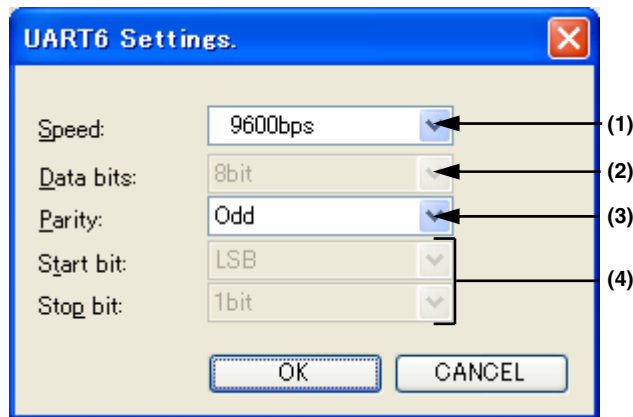 UART6 Settings.
Speed: 9600bps (1)
Data bits: 8bit (2)
Parity: Odd (3)
Start bit: LSB
(4)
Stop bit: 1bit
OK CANCEL